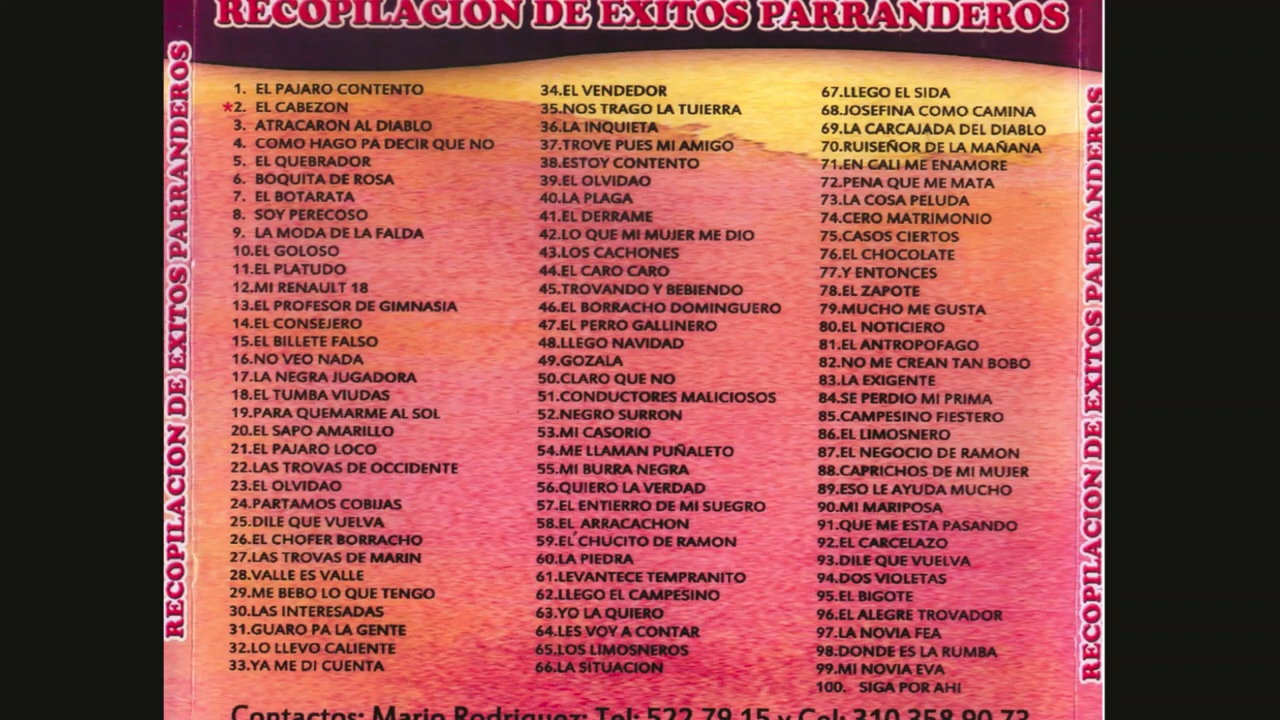 RECOPILACION DE EXITOS PARRANDEROS
RECOPILACION DE EXITOS PARRANDEROS
1. EL PAJARO CONTENTO
*2. EL CABEZON
3. ATRACARON AL DIABLO
4. COMO HAGO PA DECIR QUE NO
5. EL QUEBRADOR
6. BOQUITA DE ROSA
7. EL BOTARATA
8. SOY PERECOSO
9. LA MODA DE LA FALDA
10.EL GOLOSO
11.EL PLATUDO
12.MI RENAULT 18
13.EL PROFESOR DE GIMNASIA
14.EL CONSEJERO
15.EL BILLETE FALSO
16.NO VEO NADA
17.LA NEGRA JUGADORA
18.EL TUMBA VIUDAS
19.PARA QUEMARME AL SOL
20.EL SAPO AMARILLO
21.EL PAJARO LOCO
22.LAS TROVAS DE OCCIDENTE
23.EL OLVIDAO
24.PARTAMOS COBIJAS
25.DILE QUE VUELVA
26.EL CHOFER BORRACHO
27.LAS TROVAS DE MARIN
28.VALLE ES VALLE
29.ME BEBO LO QUE TENGO
30.LAS INTERESADAS
31.GUARO PA LA GENTE
32.LO LLEVO CALIENTE
33.YA ME DI CUENTA
34.EL VENDEDOR
35.NOS TRAGO LA TUIERRA
36.LA INQUIETA
37.TROVE PUES MI AMIGO
38.ESTOY CONTENTO
39.EL OLVIDAO
40.LA PLAGA
41.EL DERRAME
42.LO QUE MI MUJER ME DIO
43.LOS CACHONES
44.EL CARO CARO
45.TROVANDO Y BEBIENDO
46.EL BORRACHO DOMINGUERO
47.EL PERRO GALLINERO
48.LLEGO NAVIDAD
49.GOZALA
50.CLARO QUE NO
51.CONDUCTORES MALICIOSOS
52.NEGRO SURRON
53.MI CASORIO
54.ME LLAMAN PUÑALETO
55.MI BURRA NEGRA
56.QUIERO LA VERDAD
57.EL ENTIERRO DE MI SUEGRO
58.EL ARRACACHON
59.EL CHUCITO DE RAMON
60.LA PIEDRA
61.LEVANTECE TEMPRANITO
62.LLEGO EL CAMPESINO
63.YO LA QUIERO
64.LES VOY A CONTAR
65.LOS LIMOSNEROS
66.LA SITUACION
67.LLEGO EL SIDA
68.JOSEFINA COMO CAMINA
69.LA CARCAJADA DEL DIABLO
70.RUISEÑOR DE LA MAÑANA
71.EN CALI ME ENAMORE
72.PENA QUE ME MATA
73.LA COSA PELUDA
74.CERO MATRIMONIO
75.CASOS CIERTOS
76.EL CHOCOLATE
77.Y ENTONCES
78.EL ZAPOTE
79.MUCHO ME GUSTA
80.EL NOTICIERO
81.EL ANTROPOFAGO
82.NO ME CREAN TAN BOBO
83.LA EXIGENTE
84.SE PERDIO MI PRIMA
85.CAMPESINO FIESTERO
86.EL LIMOSNERO
87.EL NEGOCIO DE RAMON
88.CAPRICHOS DE MI MUJER
89.ESO LE AYUDA MUCHO
90.MI MARIPOSA
91.QUE ME ESTA PASANDO
92.EL CARCELAZO
93.DILE QUE VUELVA
94.DOS VIOLETAS
95.EL BIGOTE
96.EL ALEGRE TROVADOR
97.LA NOVIA FEA
98.DONDE ES LA RUMBA
99.MI NOVIA EVA
100. SIGA POR AHI
RECOPILACION DE EXITOS PARRANDEROS
Contactos: Mario Rodriguez: Tel: 522 79 15 y Cel: 310 358 90 73